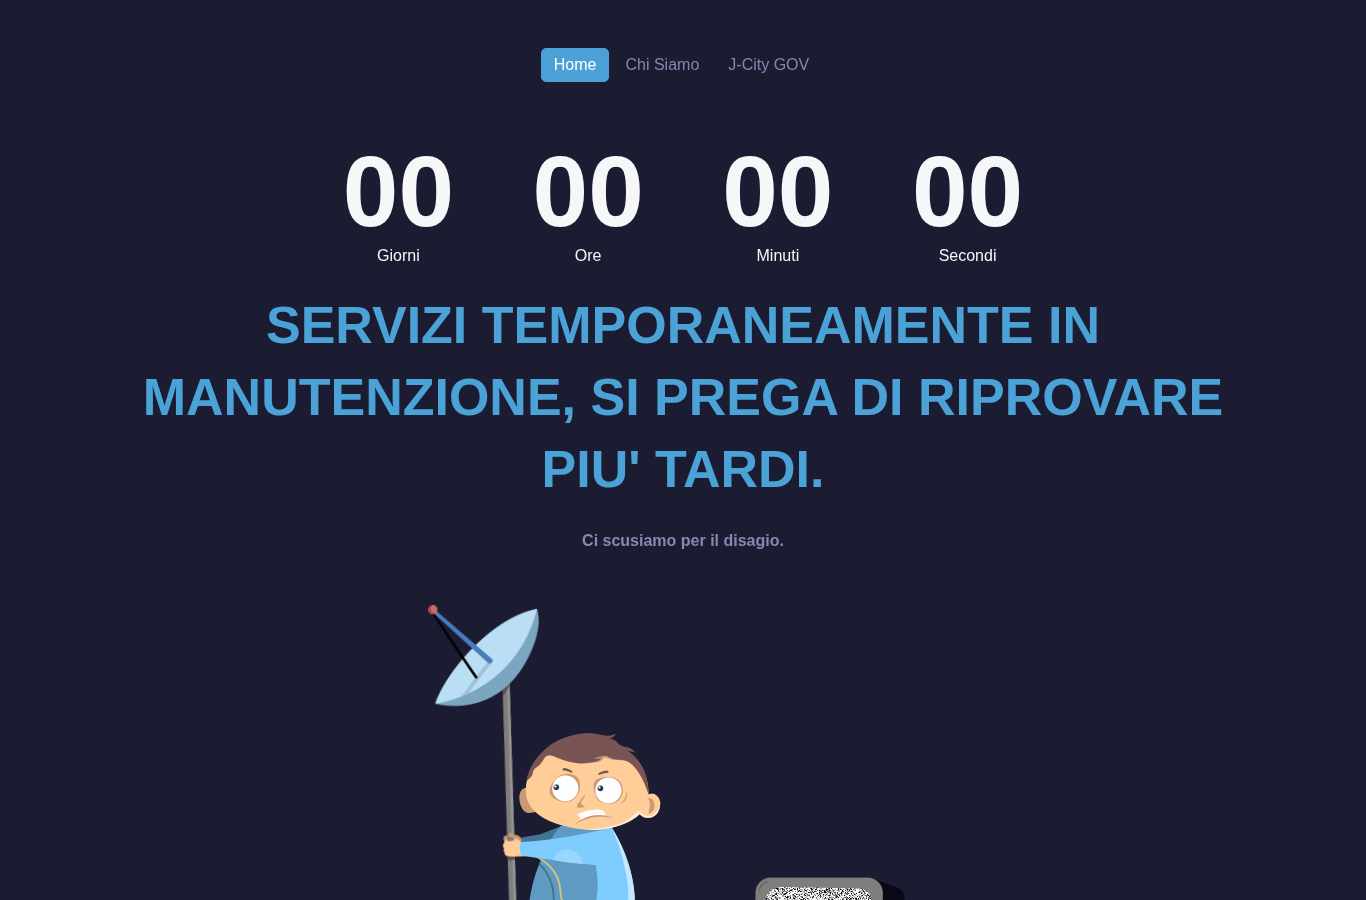 Home Chi Siamo J-City GOV
00 00 00 00
Giorni Ore Minuti Secondi
SERVIZI TEMPORANEAMENTE IN
MANUTENZIONE, SI PREGA DI RIPROVARE
PIU' TARDI.
Ci scusiamo per il disagio.